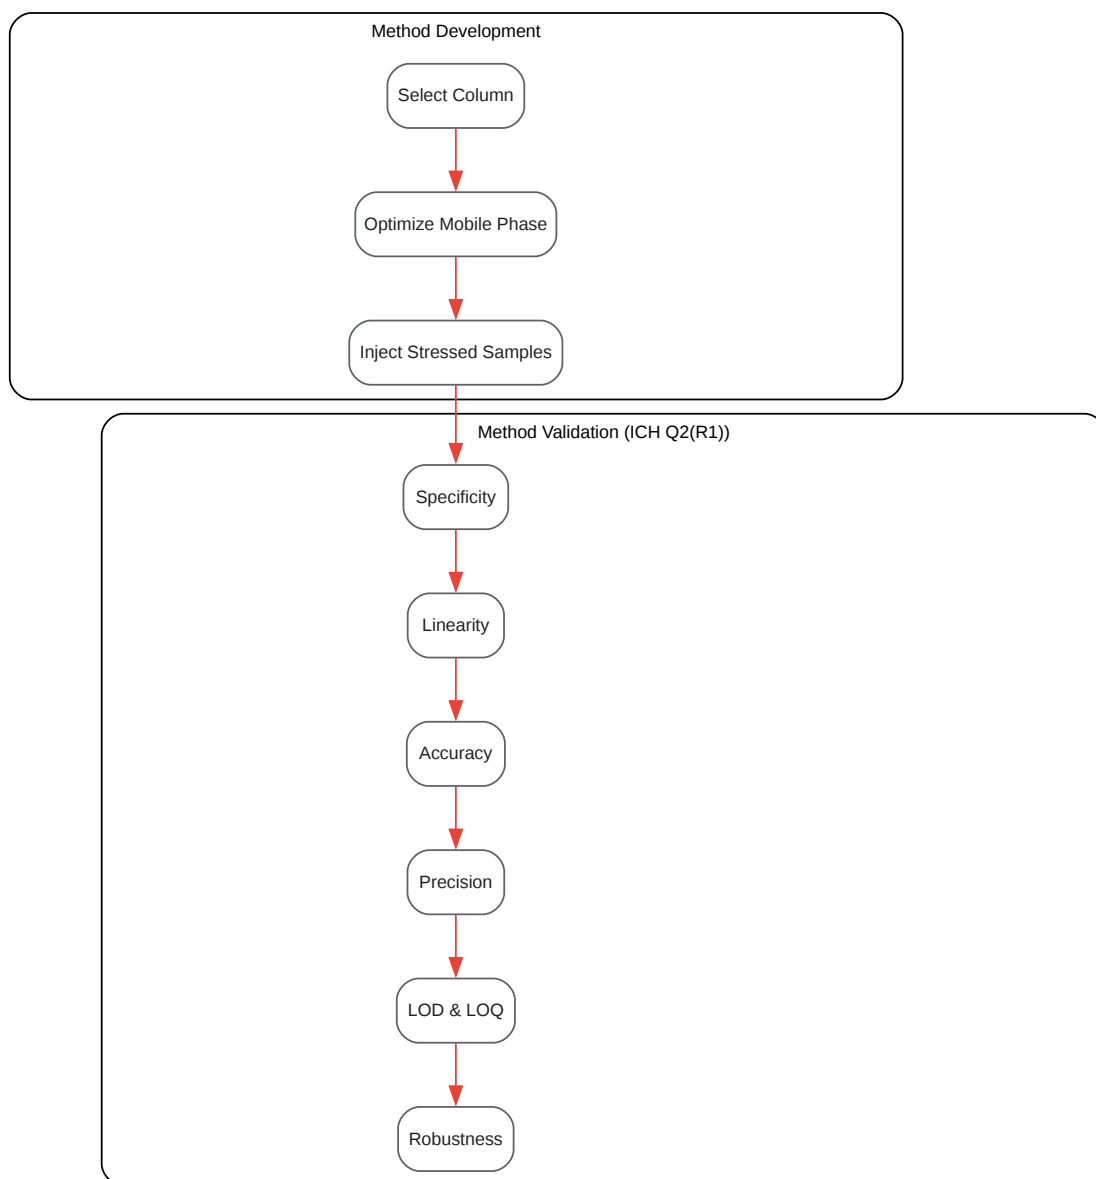 Method Development
Select Column
Optimize Mobile Phase
Inject Stressed Samples
Method Validation (ICH Q2(R1))
Specificity
Linearity
Accuracy
Precision
LOD & LOQ
Robustness